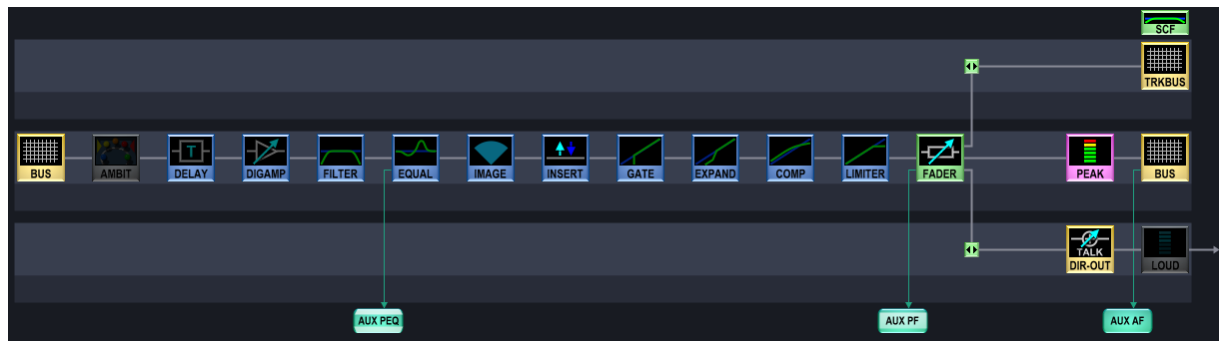 SCF
TRKBUS
BUS AMBIT T DELAY DIGAMP FILTER EQUAL IMAGE INSERT GATE EXPAND COMP LIMITER FADER PEAK BUS
TALK
DIR-OUT LOUD
AUX PEQ AUX PF AUX AF